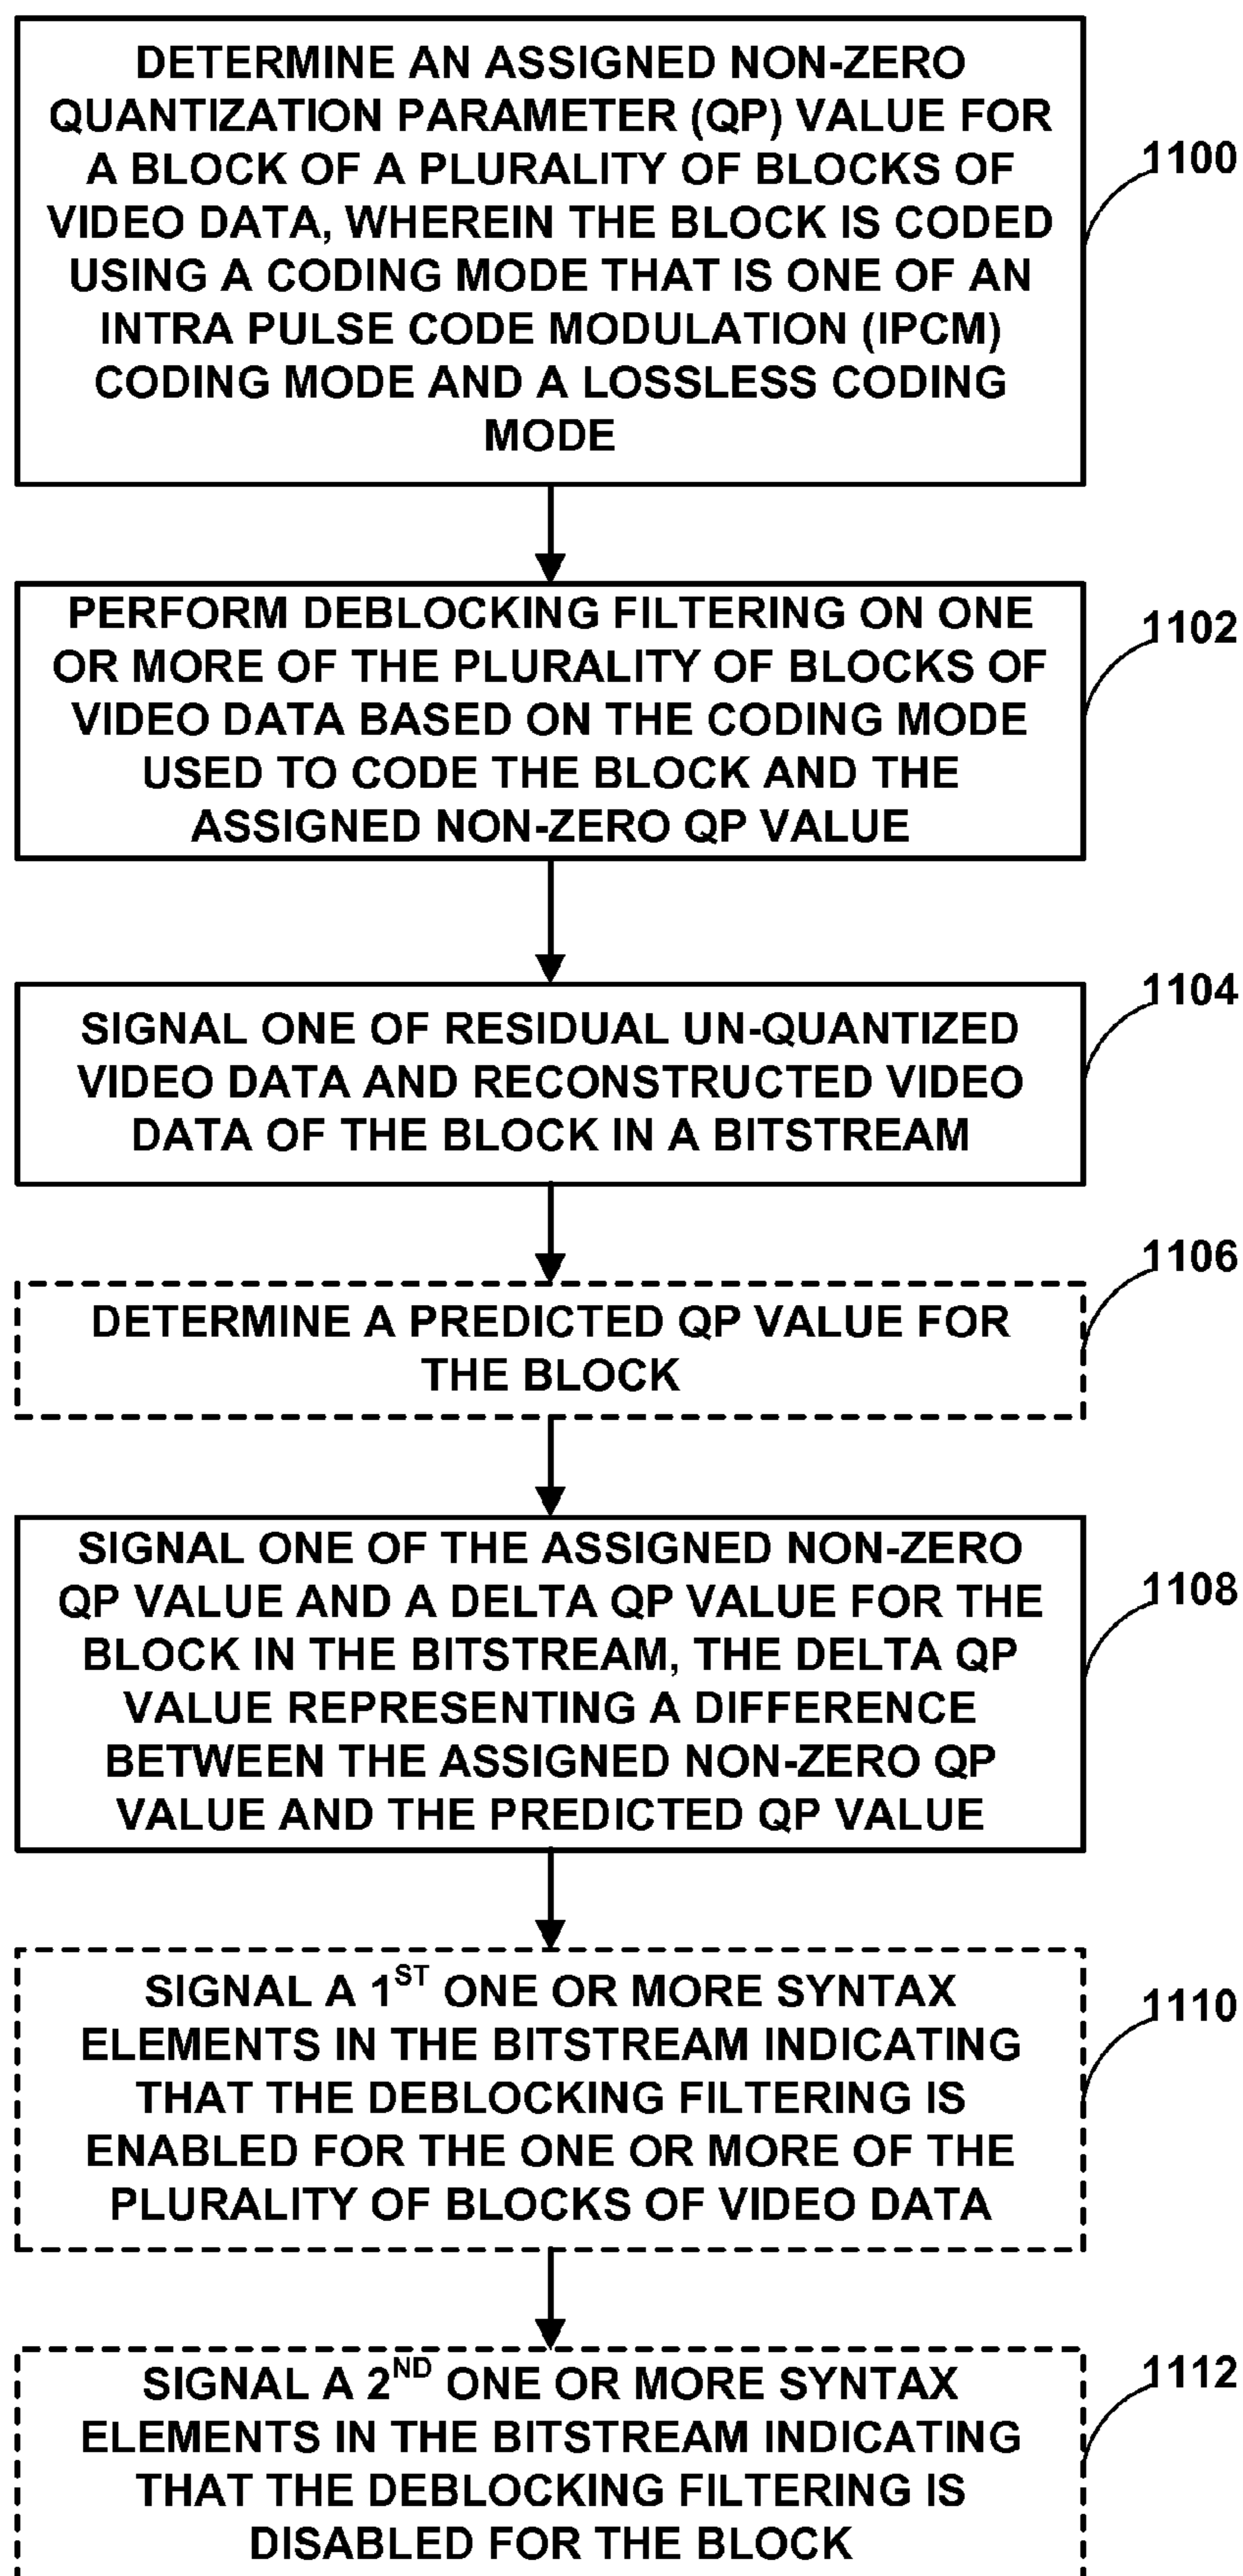 DETERMINE AN ASSIGNED NON-ZERO
QUANTIZATION PARAMETER (QP) VALUE FOR
A BLOCK OF A PLURALITY OF BLOCKS OF
VIDEO DATA, WHEREIN THE BLOCK IS CODED
USING A CODING MODE THAT IS ONE OF AN
INTRA PULSE CODE MODULATION (IPCM)
CODING MODE AND A LOSSLESS CODING
MODE
1100
PERFORM DEBLOCKING FILTERING ON ONE
OR MORE OF THE PLURALITY OF BLOCKS OF
VIDEO DATA BASED ON THE CODING MODE
USED TO CODE THE BLOCK AND THE
ASSIGNED NON-ZERO QP VALUE
1102
SIGNAL ONE OF RESIDUAL UN-QUANTIZED
VIDEO DATA AND RECONSTRUCTED VIDEO
DATA OF THE BLOCK IN A BITSTREAM
1104
DETERMINE A PREDICTED QP VALUE FOR
THE BLOCK
1106
SIGNAL ONE OF THE ASSIGNED NON-ZERO
QP VALUE AND A DELTA QP VALUE FOR THE
BLOCK IN THE BITSTREAM, THE DELTA QP
VALUE REPRESENTING A DIFFERENCE
BETWEEN THE ASSIGNED NON-ZERO QP
VALUE AND THE PREDICTED QP VALUE
1108
SIGNAL A 1ST ONE OR MORE SYNTAX
ELEMENTS IN THE BITSTREAM INDICATING
THAT THE DEBLOCKING FILTERING IS
ENABLED FOR THE ONE OR MORE OF THE
PLURALITY OF BLOCKS OF VIDEO DATA
1110
SIGNAL A 2ND ONE OR MORE SYNTAX
ELEMENTS IN THE BITSTREAM INDICATING
THAT THE DEBLOCKING FILTERING IS
DISABLED FOR THE BLOCK
1112